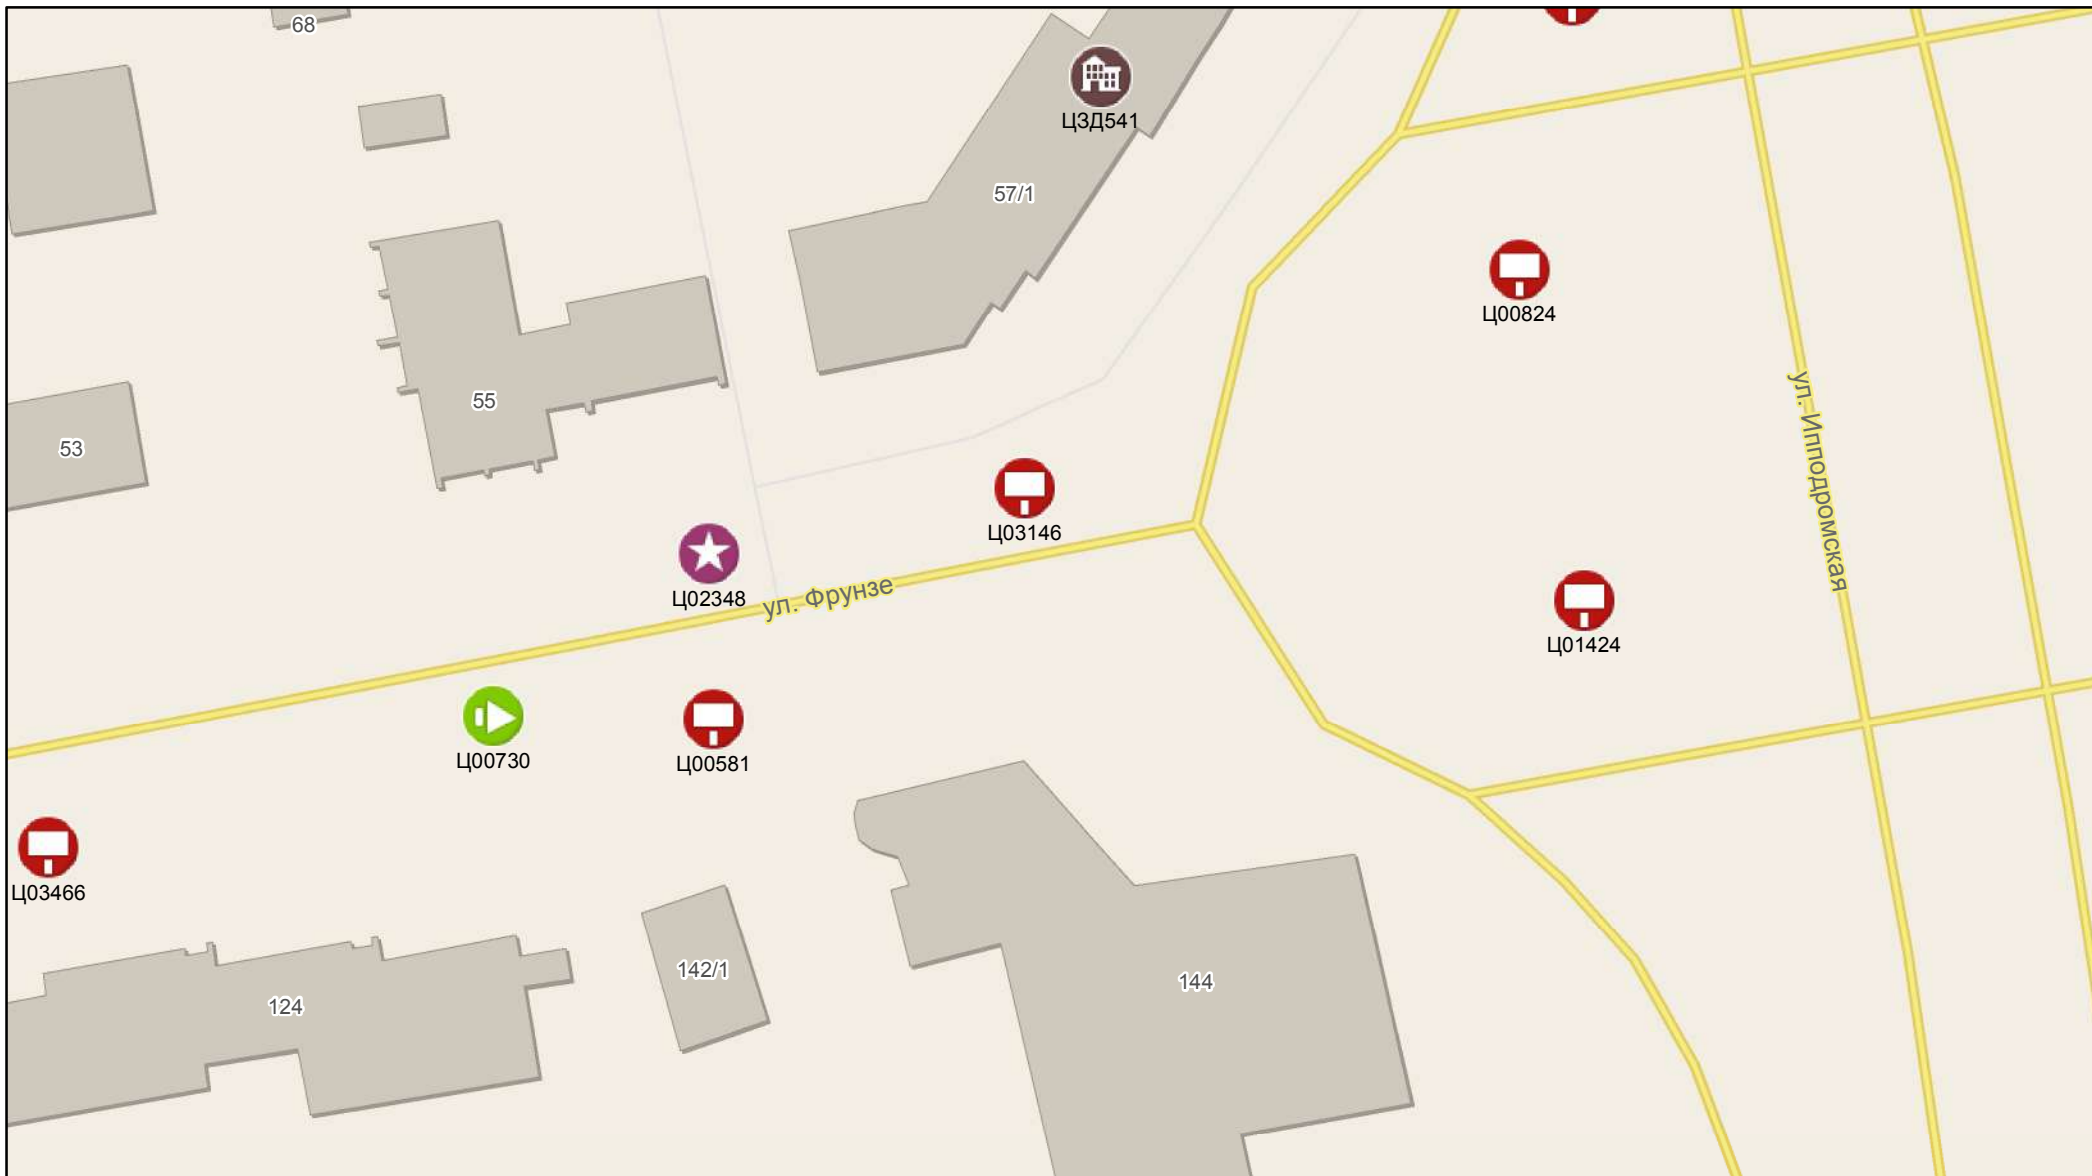 68
ЦЗД541
57/1
Ц00824
55
ул. Ипподромская
53
Ц03146
Ц02348
ул. Фрунзе
Ц01424
Ц00730
Ц00581
Ц03466
142/1
144
124